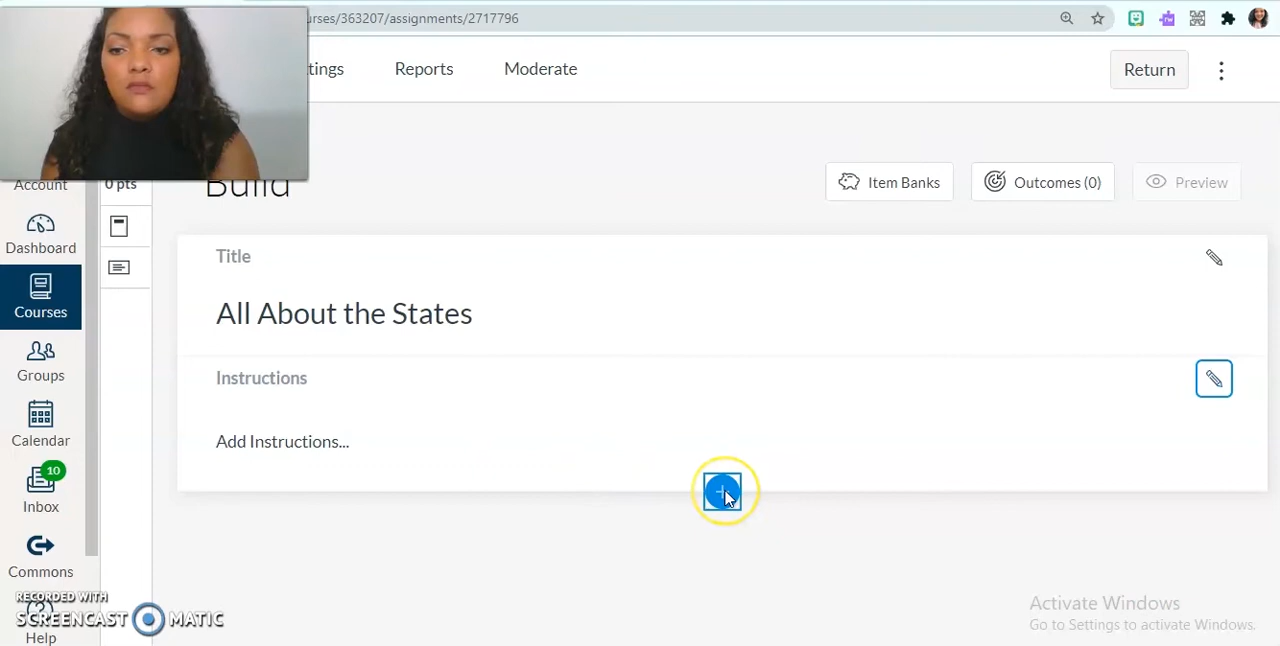 urses/363207/assignments/2717796
tings
Reports
Moderate
Return
Account
0 pts
Build
Item Banks
Outcomes (0)
Preview
Dashboard
Title
All About the States
Courses
Groups
Instructions
Calendar
Add Instructions...
10
Inbox
Commons
RECORDED WITH
SCREENCAST MATIC
Help
Activate Windows
Go to Settings to activate Windows.